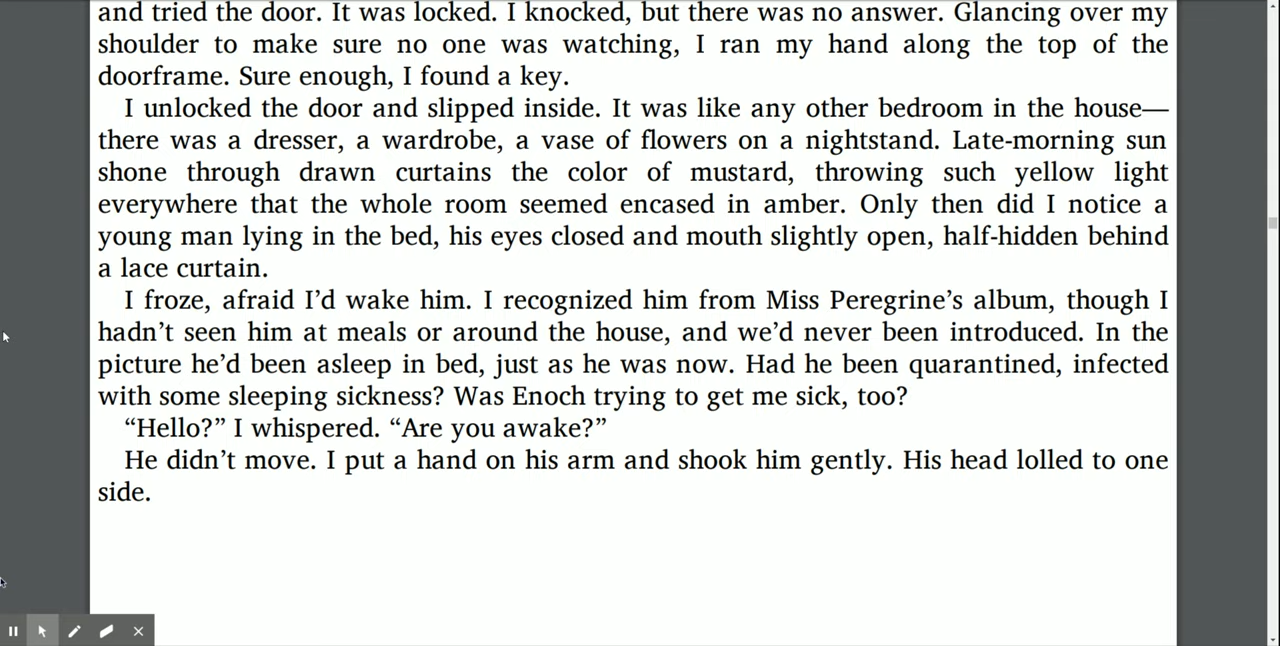 and tried the door. It was locked. I knocked, but there was no answer. Glancing over my
shoulder to make sure no one was watching, I ran my hand along the top of the
doorframe. Sure enough, I found a key.
I unlocked the door and slipped inside. It was like any other bedroom in the house—
there was a dresser, a wardrobe, a vase of flowers on a nightstand. Late-morning sun
shone through drawn curtains the color of mustard, throwing such yellow light
everywhere that the whole room seemed encased in amber. Only then did I notice a
young man lying in the bed, his eyes closed and mouth slightly open, half-hidden behind
a lace curtain.
I froze, afraid I’d wake him. I recognized him from Miss Peregrine’s album, though I
hadn’t seen him at meals or around the house, and we’d never been introduced. In the
picture he’d been asleep in bed, just as he was now. Had he been quarantined, infected
with some sleeping sickness? Was Enoch trying to get me sick, too?
“Hello?” I whispered. “Are you awake?”
He didn’t move. I put a hand on his arm and shook him gently. His head lolled to one
side.